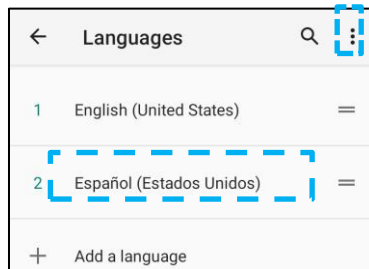 Languages
1 English (United States)
2 Español (Estados Unidos)
Add a language